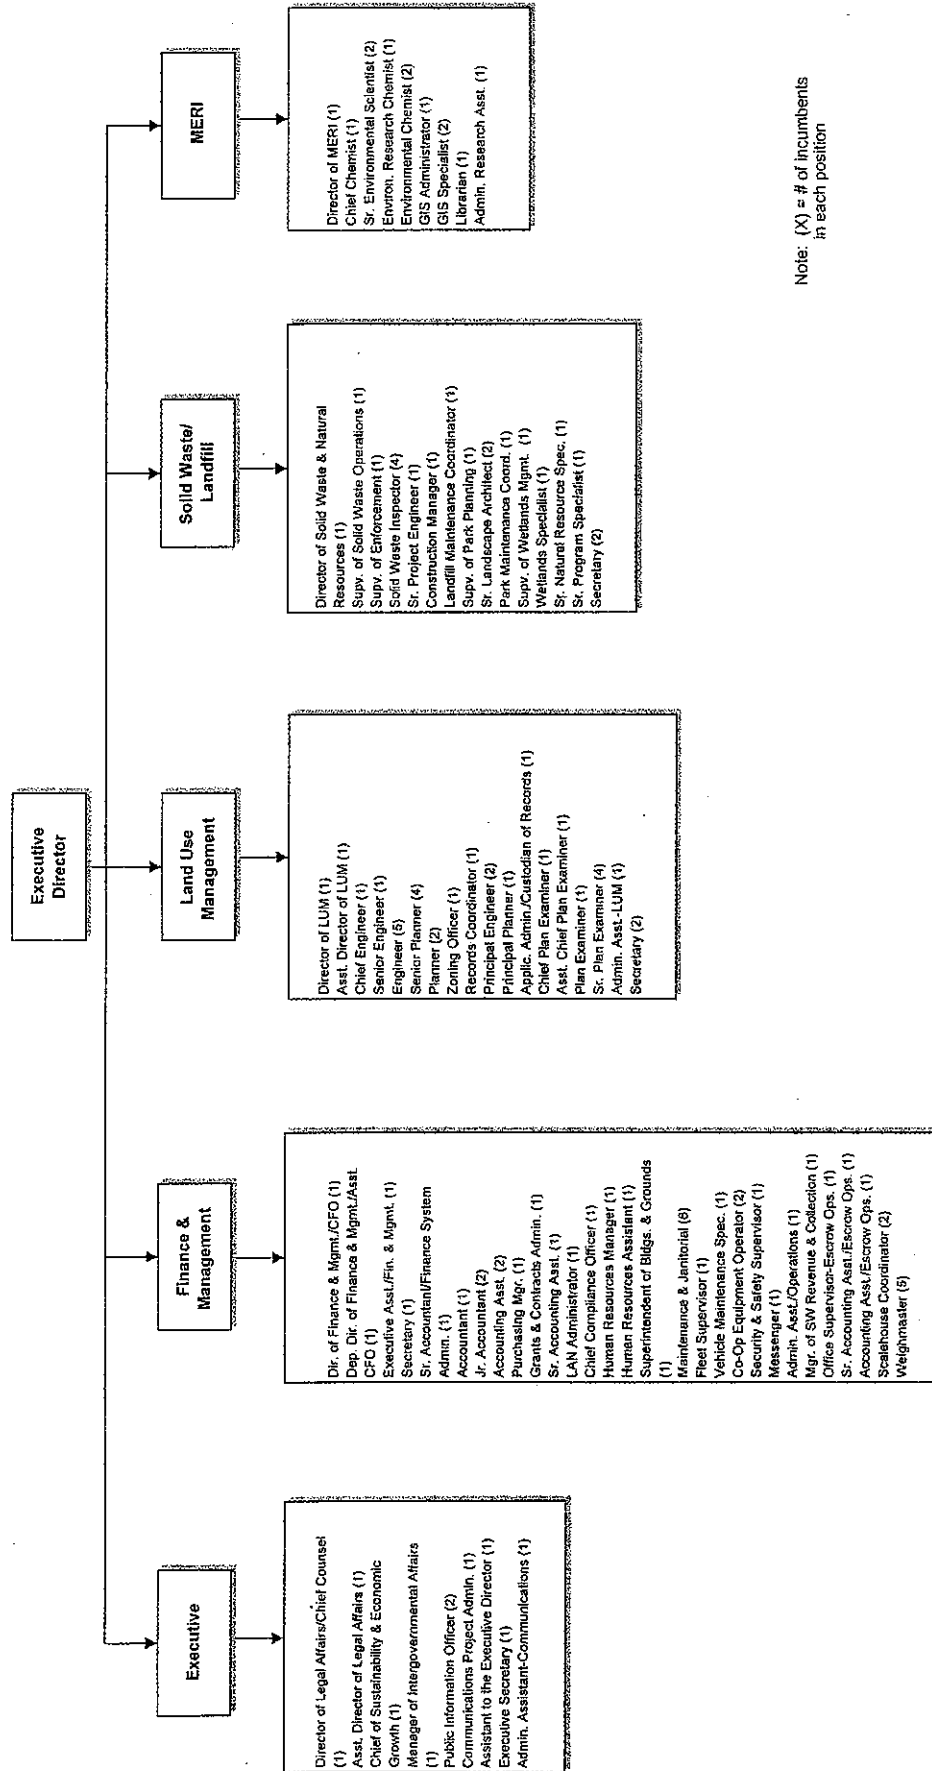 Executive
Director
Executive
Director of Legal Affairs/Chief Counsel
(1)
Asst. Director of Legal Affairs (1)
Chief of Sustainability & Economic
Growth (1)
Manager of Intergovernmental Affairs
(1)
Public Information Officer (2)
Communications Project Admin. (1)
Assistant to the Executive Director (1)
Executive Secretary (1)
Admin. Assistant-Communications (1)
Finance &
Management
Dir. of Finance & Mgmt./CFO (1)
Dep. Dir. of Finance & Mgmt./Asst.
CFO (1)
Executive Asst./Fin. & Mgmt. (1)
Secretary (1)
Sr. Accountant/Finance System
Admin. (1)
Accountant (1)
Jr. Accountant (2)
Accounting Asst. (2)
Purchasing Mgr. (1)
Grants & Contracts Admin. (1)
Sr. Accounting Asst. (1)
LAN Administrator (1)
Chief Compliance Officer (1)
Human Resources Manager (1)
Human Resources Assistant (1)
Superintendent of Bldgs. & Grounds
(1)
Maintenance & Janitorial (6)
Fleet Supervisor (1)
Vehicle Maintenance Spec. (1)
Co-Op Equipment Operator (2)
Security & Safety Supervisor (1)
Messenger (1)
Admin. Asst./Operations (1)
Mgr. of SW Revenue & Collection (1)
Office Supervisor-Escrow Ops. (1)
Sr. Accounting Asst./Escrow Ops. (1)
Accounting Asst./Escrow Ops. (1)
Scalehouse Coordinator (2)
Weighmaster (5)
Land Use
Management
Director of LUM (1)
Asst. Director of LUM (1)
Chief Engineer (1)
Senior Engineer (1)
Engineer (5)
Senior Planner (4)
Planner (2)
Zoning Officer (1)
Records Coordinator (1)
Principal Engineer (2)
Principal Planner (1)
Applic. Admin./Custodian of Records (1)
Chief Plan Examiner (1)
Asst. Chief Plan Examiner (1)
Plan Examiner (1)
Sr. Plan Examiner (4)
Admin. Asst.-LUM (1)
Secretary (2)
Solid Waste/
Landfill
Director of Solid Waste & Natural
Resources (1)
Supv. of Solid Waste Operations (1)
Supv. of Enforcement (1)
Solid Waste Inspector (4)
Sr. Project Engineer (1)
Construction Manager (1)
Landfill Maintenance Coordinator (1)
Supv. of Park Planning (1)
Sr. Landscape Architect (2)
Park Maintenance Coord. (1)
Supv. of Wetlands Mgmt. (1)
Wetlands Specialist (1)
Sr. Natural Resource Spec. (1)
Sr. Program Specialist (1)
Secretary (2)
MERI
Director of MERI (1)
Chief Chemist (1)
Sr. Environmental Scientist (2)
Environ. Research Chemist (1)
Environmental Chemist (2)
GIS Administrator (1)
GIS Specialist (2)
Librarian (1)
Admin. Research Asst. (1)
Note: (X) = # of incumbents
in each position